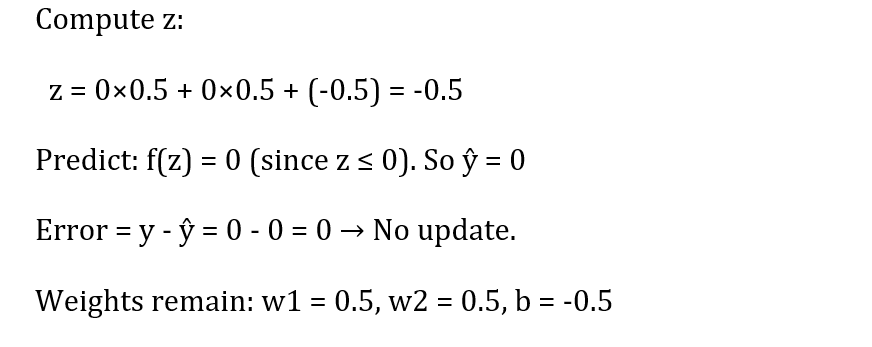 Compute z:
z = 0×0.5 + 0×0.5 + (-0.5) = -0.5
Predict: f(z) = 0 (since z ≤ 0). So ŷ = 0
Error = y - ŷ = 0 - 0 = 0 → No update.
Weights remain: w1 = 0.5, w2 = 0.5, b = -0.5